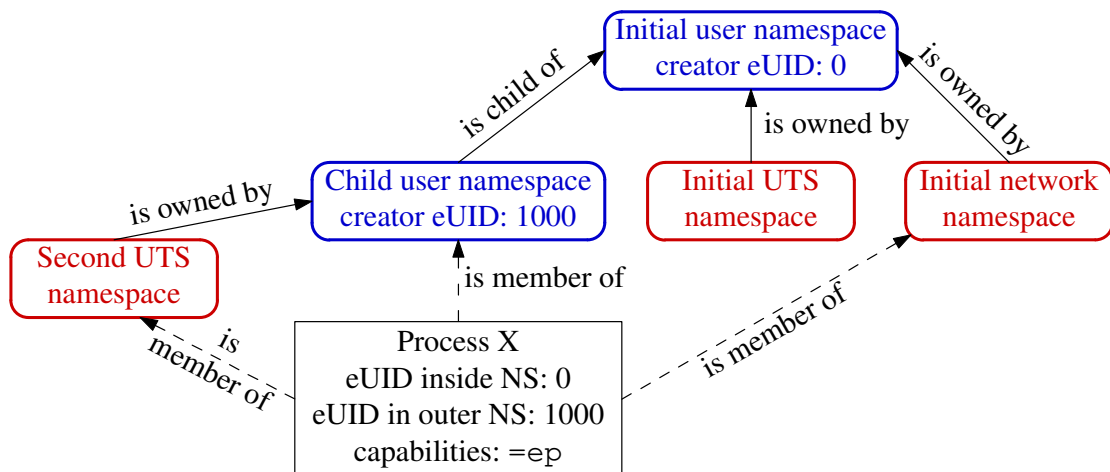 Initial user namespace
creator eUID: 0
is child of
is owned by
is owned by
Child user namespace
creator eUID: 1000
Initial UTS
namespace
Initial network
namespace
is owned by
Second UTS
namespace
is member of
is
member of
is member of
Process X
eUID inside NS: 0
eUID in outer NS: 1000
capabilities: =ep